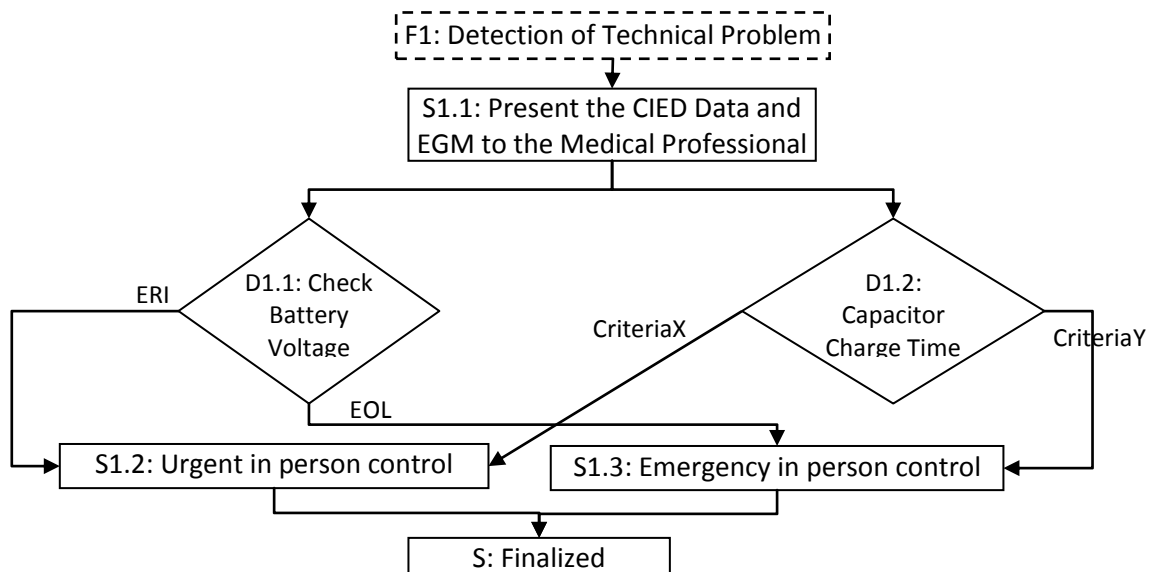 F1: Detection of Technical Problem
S1.1: Present the CIED Data and
EGM to the Medical Professional
D1.1: Check
Battery
Voltage
D1.2:
Capacitor
Charge Time
ERI
CriteriaX
CriteriaY
EOL
S1.2: Urgent in person control
S1.3: Emergency in person control
S: Finalized